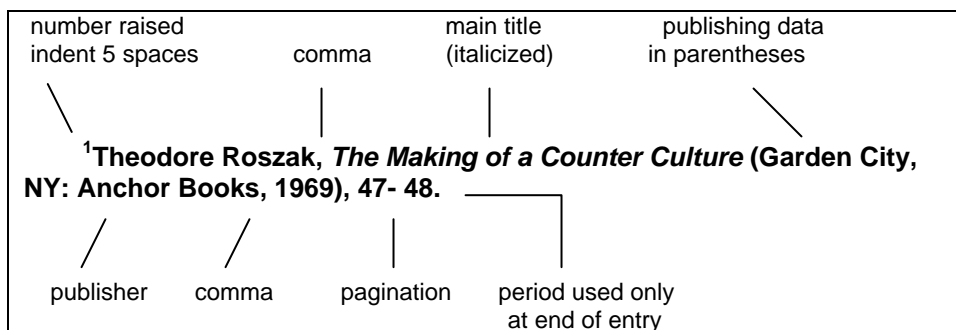 number raised main title publishing data
indent 5 spaces comma (italicized) in parentheses
¹Theodore Roszak, The Making of a Counter Culture (Garden City,
NY: Anchor Books, 1969), 47- 48.
publisher comma pagination period used only
at end of entry